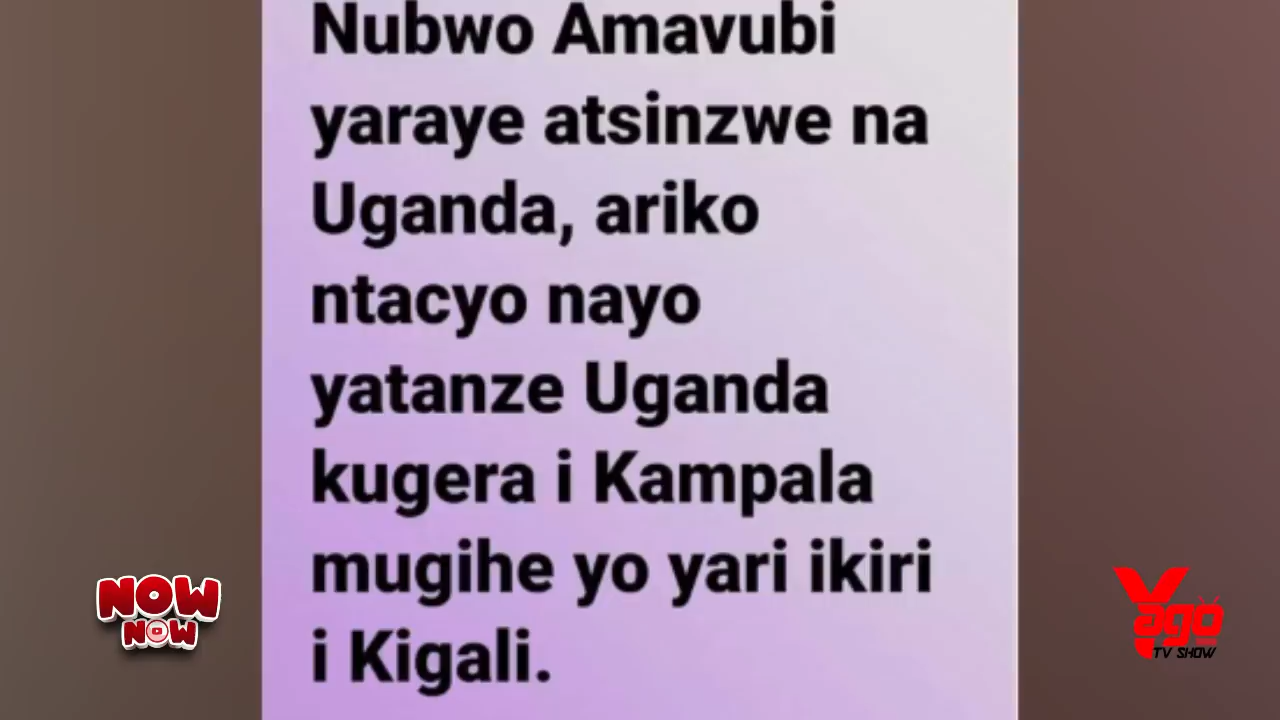 Nubwo Amavubi
yaraye atsinzwe na
Uganda, ariko
ntacyo nayo
yatanze Uganda
kugera i Kampala
mugihe yo yari ikiri
i Kigali.
NOW
NOW
Yago
TV SHOW